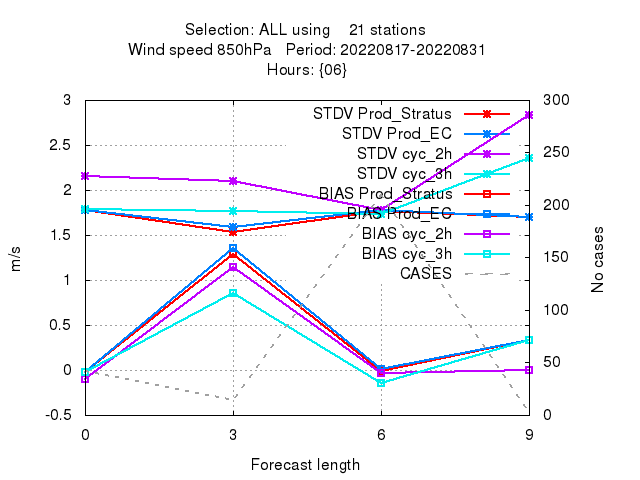 Selection: ALL using 21 stations
Wind speed 850hPa Period: 20220817-20220831
Hours: {06}
3
2.5
2
1.5
1
0.5
0
-0.5
m/s
STDV Prod_Stratus
STDV Prod_EC
STDV cyc_2h
STDV cyc_3h
BIAS Prod_Stratus
BIAS Prod_EC
BIAS cyc_2h
BIAS cyc_3h
CASES
300
250
200
150
100
50
0
No cases
0 3 6 9
Forecast length